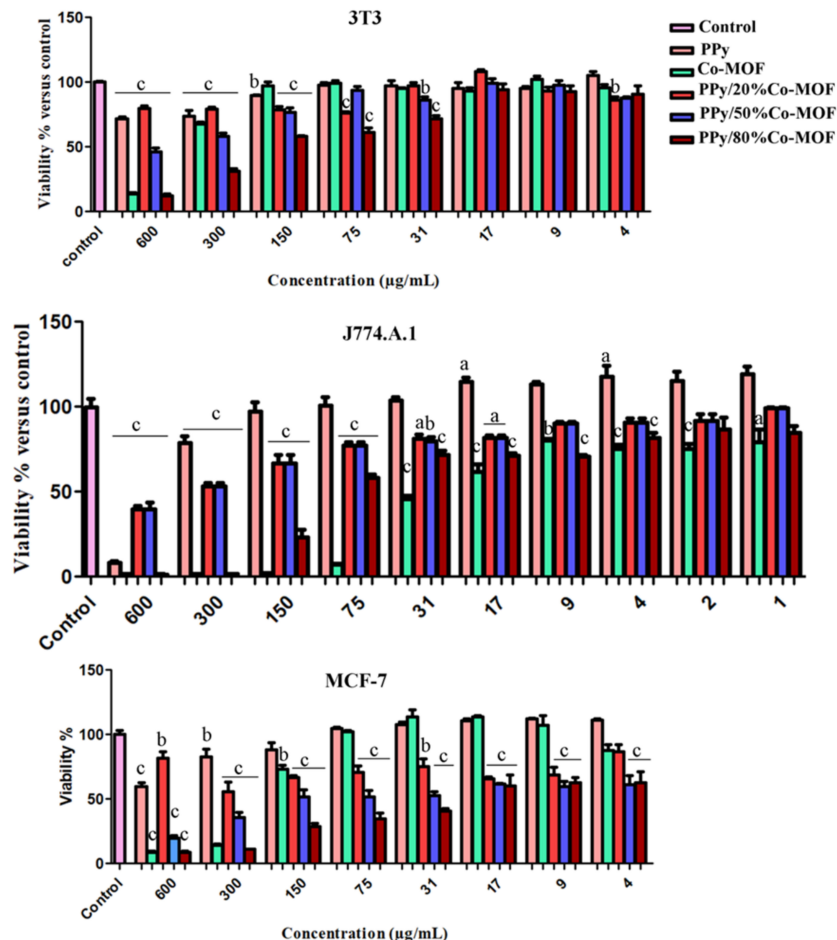 3T3
Viability % versus control
150
100
50
0
c c b c c c b c b
control 600 300 150 75 31 17 9 4
Concentration (µg/mL)
Control
PPy
Co-MOF
PPy/20%Co-MOF
PPy/50%Co-MOF
PPy/80%Co-MOF
J774.A.1
Viability % versus control
150
100
50
0
c c c c c a b c a c a c b c a c c c a
Control 600 300 150 75 31 17 9 4 2 1
MCF-7
Viability %
150
100
50
0
c c b c c b c b c c b c c c c
Control 600 300 150 75 31 17 9 4
Concentration (µg/mL)